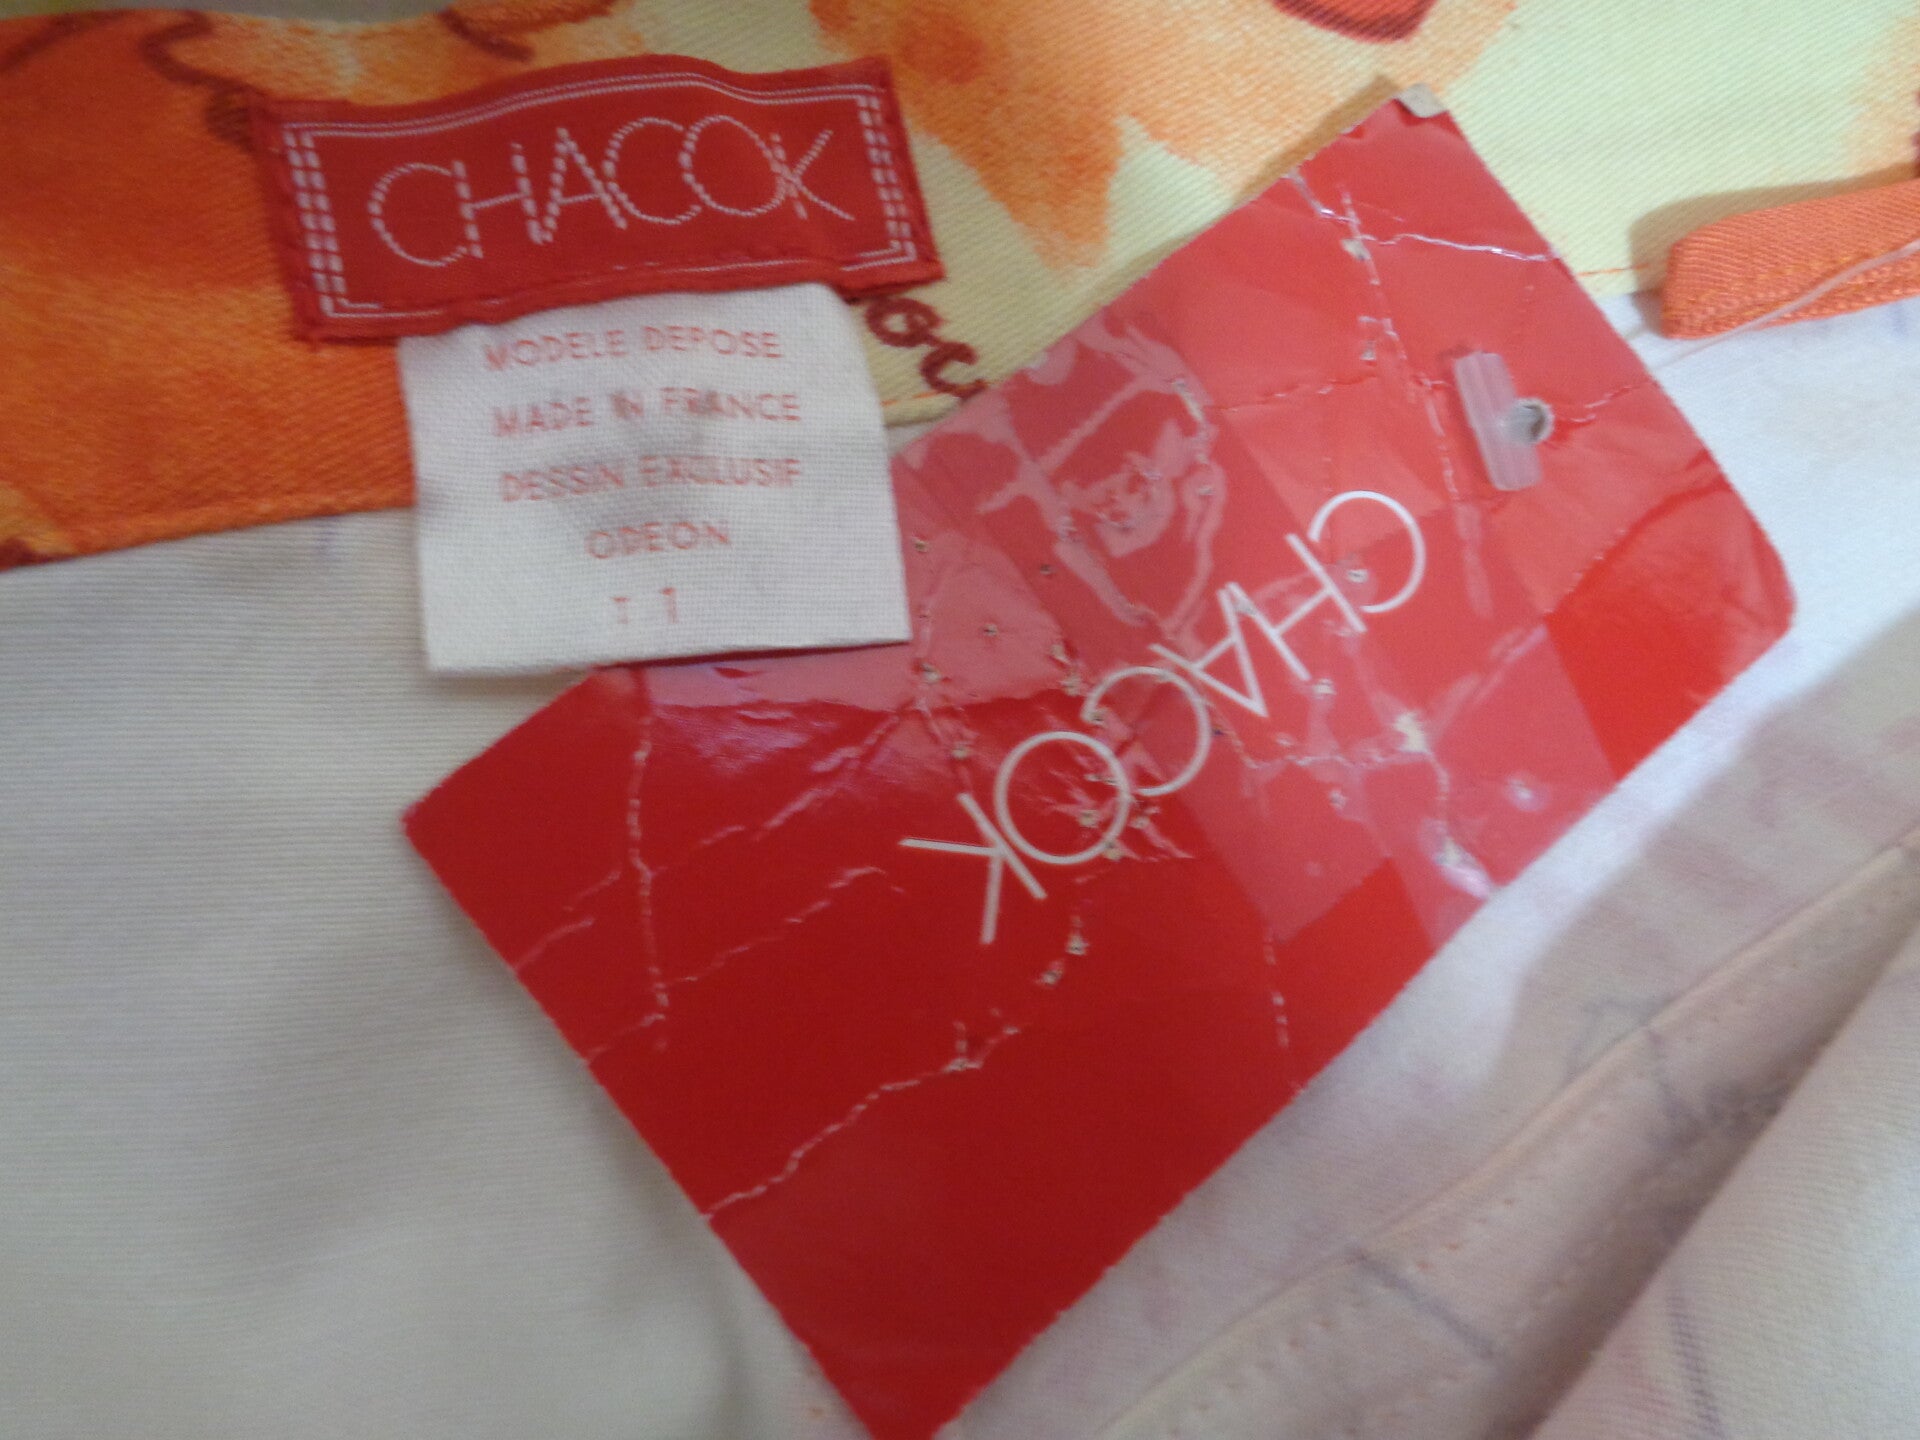 CHACOK
MODELE DEPOSE
MADE IN FRANCE
DESSIN EXCLUSIF
ODEON
T 1
CHACOK